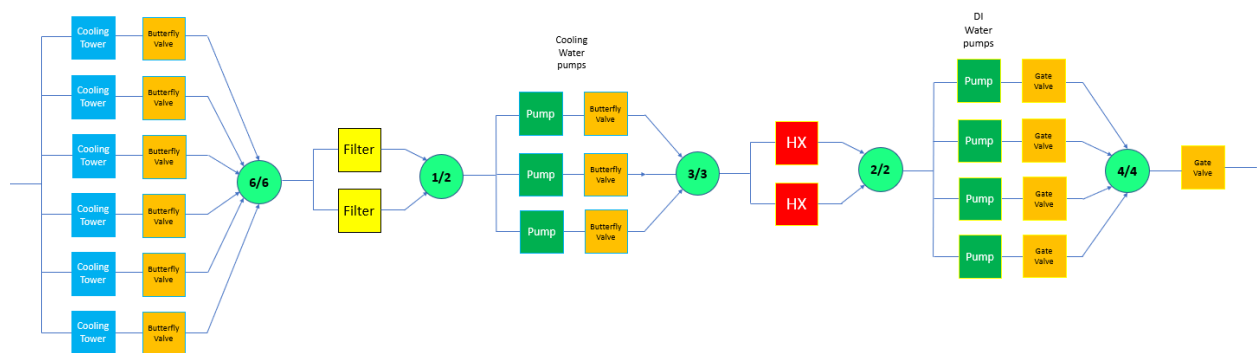 Cooling
Tower
Butterfly
Valve
Cooling
Tower
Butterfly
Valve
Cooling
Tower
Butterfly
Valve
Cooling
Tower
Butterfly
Valve
Cooling
Tower
Butterfly
Valve
Cooling
Tower
Butterfly
Valve
6/6
Filter
Filter
1/2
Cooling
Water
pumps
Pump
Butterfly
Valve
Pump
Butterfly
Valve
Pump
Butterfly
Valve
3/3
HX
HX
2/2
DI
Water
pumps
Pump
Gate
Valve
Pump
Gate
Valve
Pump
Gate
Valve
Pump
Gate
Valve
4/4
Gate
Valve